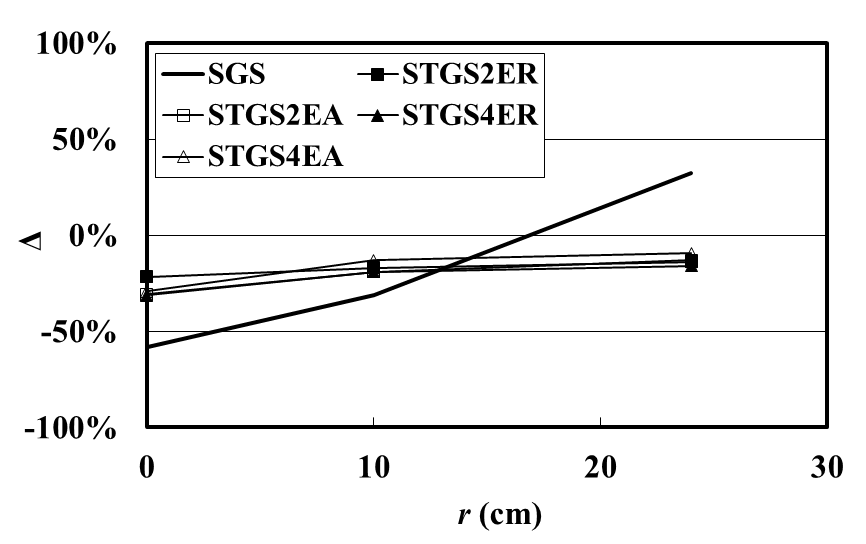 100%
SGS STGS2ER
STGS2EA STGS4ER
STGS4EA
50%
0%
Δ
-50%
-100%
0 10 20 30
r (cm)